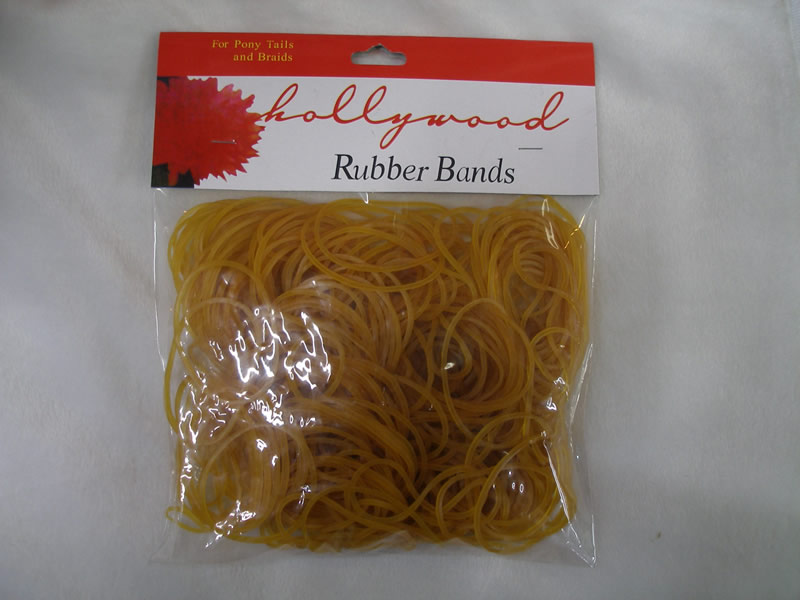 For Pony Tails
and Braids
hollywood
Rubber Bands